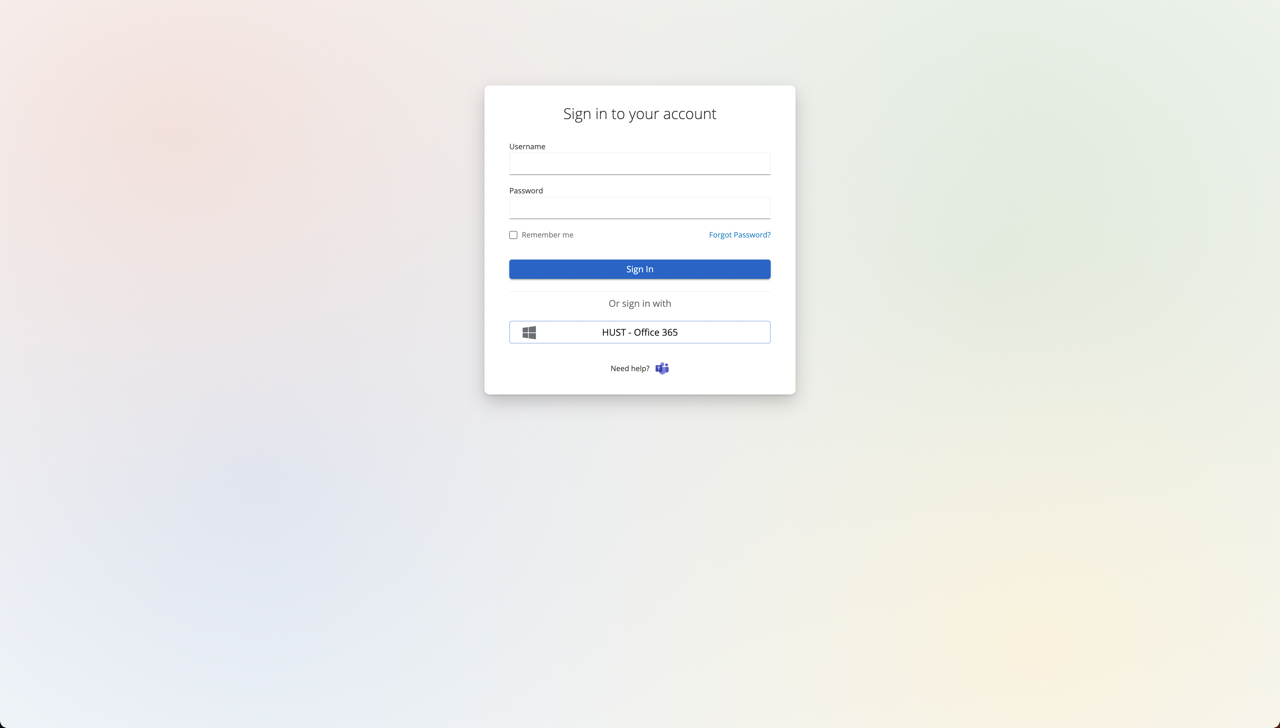 Sign in to your account
Username
Password
Remember me
Forgot Password?
Sign In
Or sign in with
HUST - Office 365
Need help?